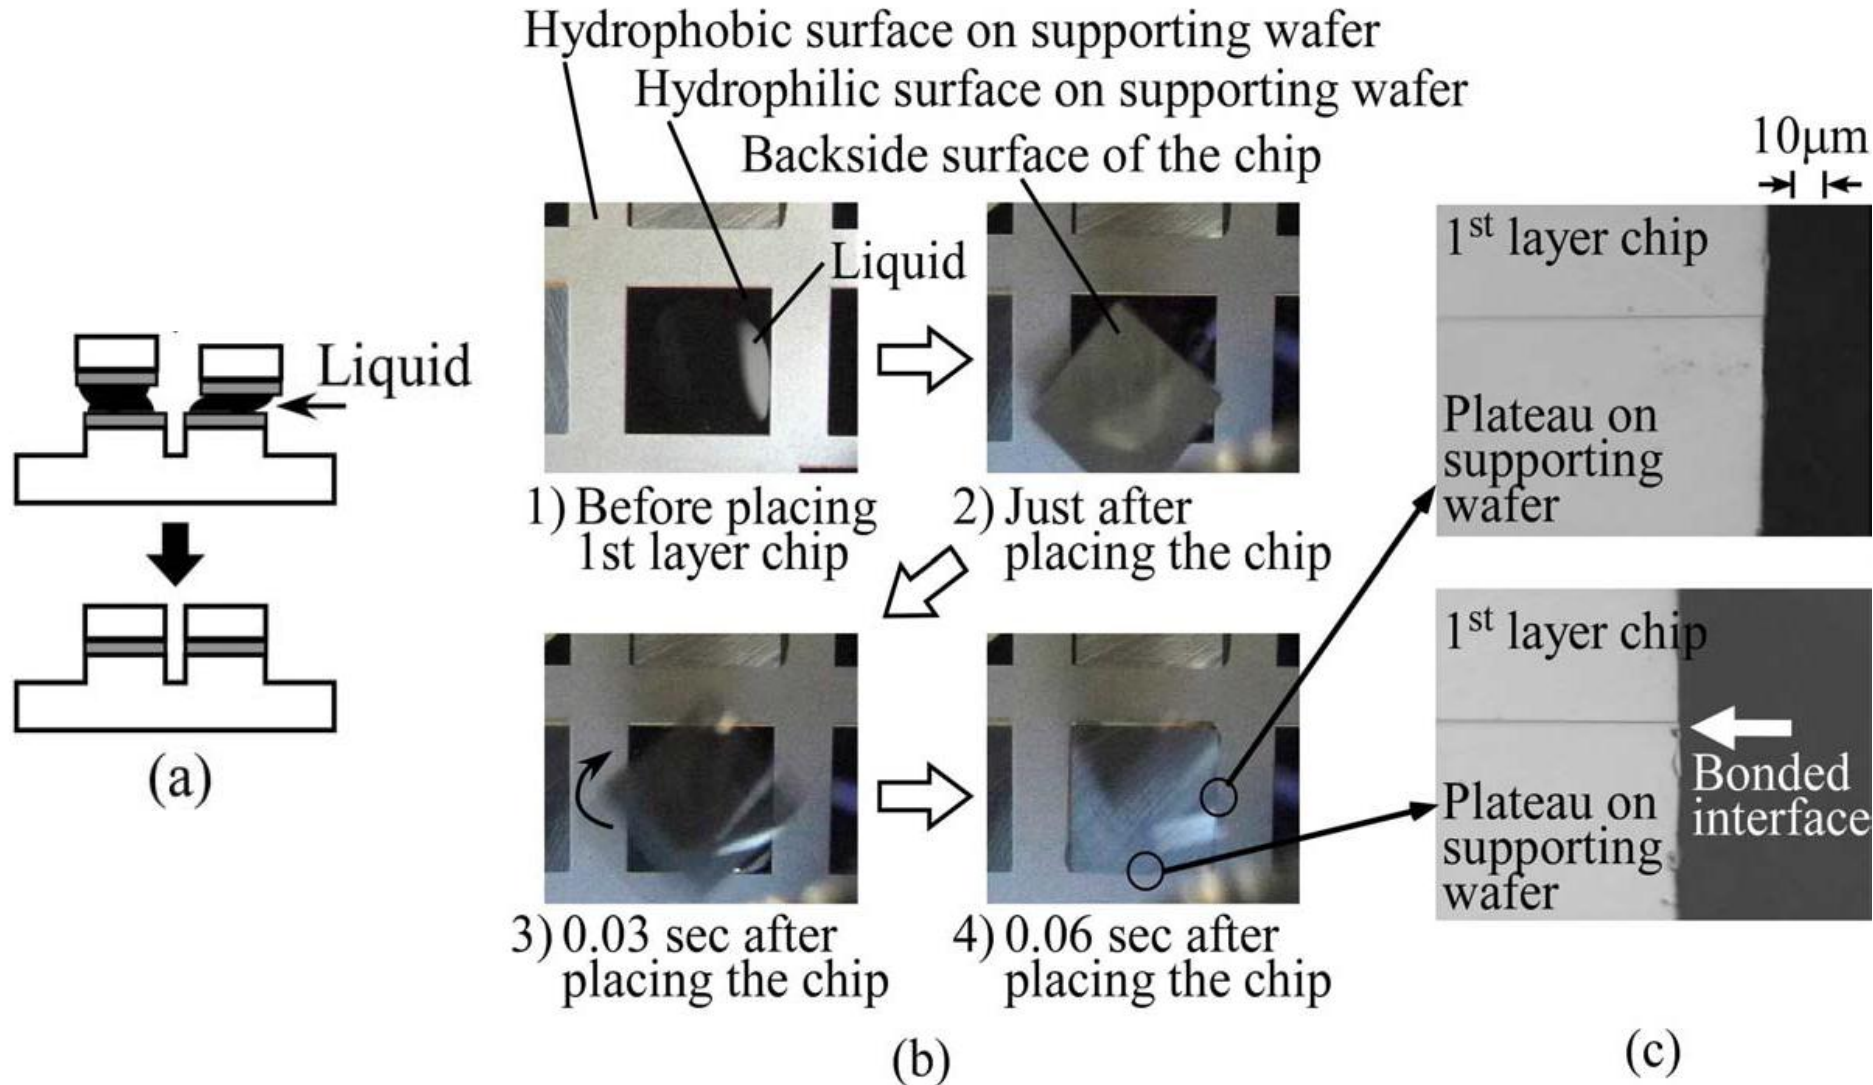 Hydrophobic surface on supporting wafer
Hydrophilic surface on supporting wafer
Backside surface of the chip
Liquid
Liquid
1) Before placing
1st layer chip
2) Just after
placing the chip
3) 0.03 sec after
placing the chip
4) 0.06 sec after
placing the chip
10μm
1st layer chip
Plateau on
supporting
wafer
1st layer chip
Bonded
interface
Plateau on
supporting
wafer
(a)
(b)
(c)